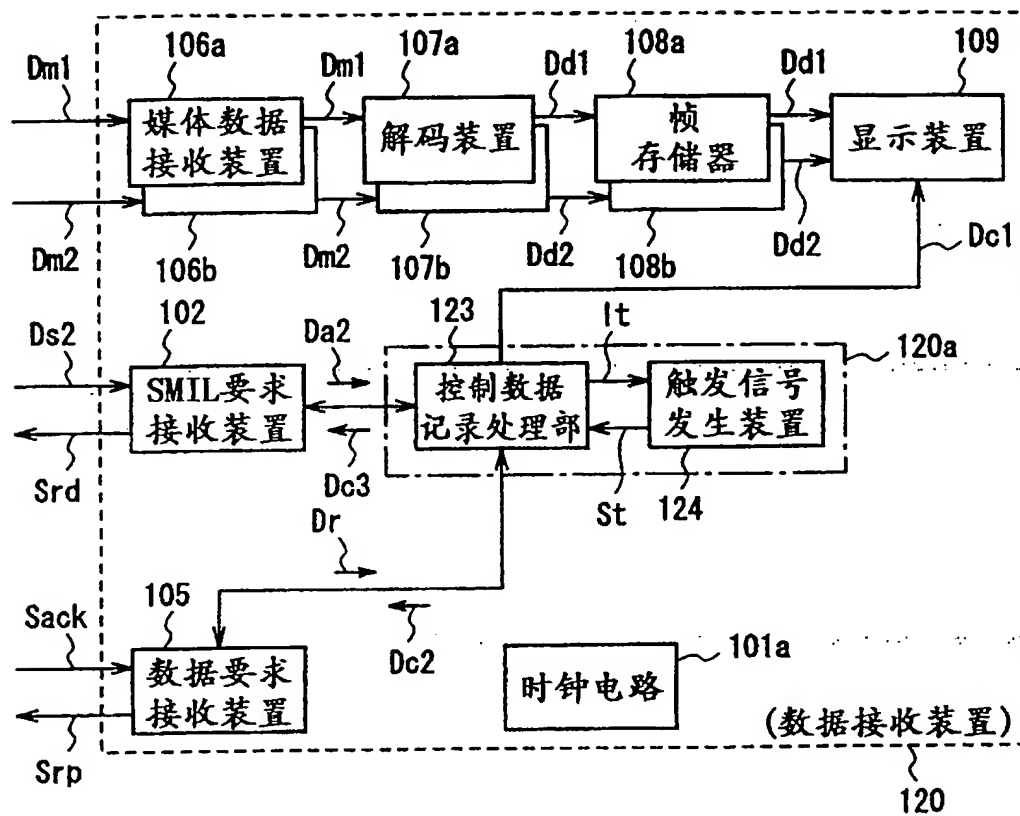 106a
107a
108a
109
Dm1
Dm1
Dd1
Dd1
媒体数据
接收装置
解码装置
帧
存储器
显示装置
Dm2
106b
Dm2
107b
Dd2
108b
Dd2
Dc1
Ds2
102
Da2
123
It
120a
SMIL要求
接收装置
控制数据
记录处理部
触发信号
发生装置
Srd
Dc3
St
124
Dr
Sack
105
Dc2
数据要求
接收装置
时钟电路
101a
(数据接收装置)
Srp
120